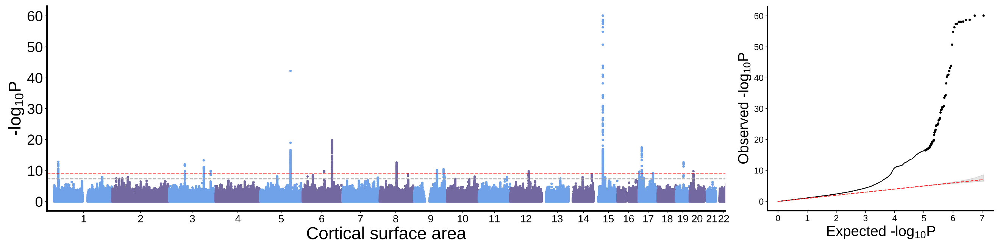 60
50
40
30
20
10
0
-log10P
1 2 3 4 5 6 7 8 9 10 11 12 13 14 15 16 17 18 19 20 21 22
Cortical surface area
60
50
40
30
20
10
0
Observed -log10P
0 1 2 3 4 5 6 7
Expected -log10P